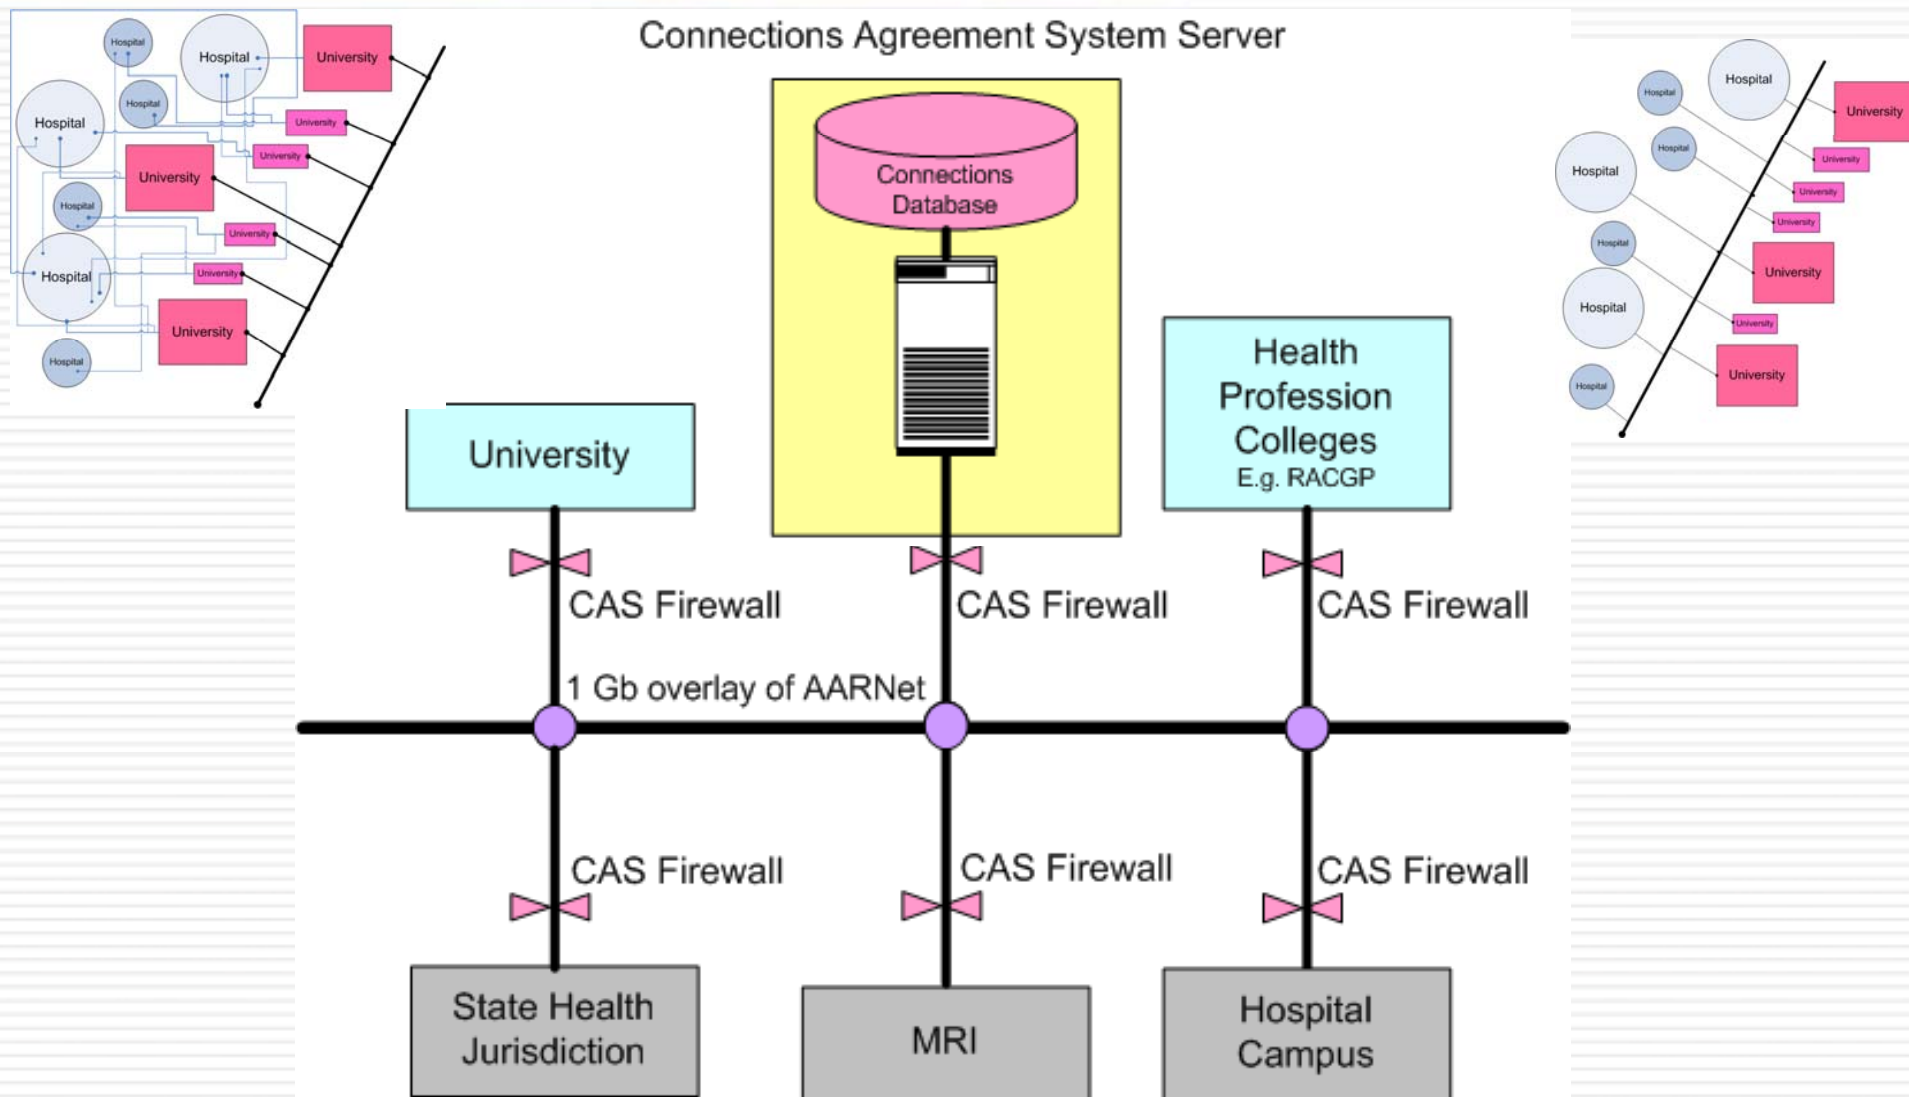 Connections Agreement System Server
Hospital
Hospital
University
Hospital
Hospital
University
University
University
Hospital
University
Hospital
University
University
Hospital
Connections
Database
University
Health
Profession
Colleges
E.g. RACGP
CAS Firewall
CAS Firewall
CAS Firewall
1 Gb overlay of AARNet
CAS Firewall
CAS Firewall
CAS Firewall
State Health
Jurisdiction
MRI
Hospital
Campus
Hospital
Hospital
University
Hospital
University
Hospital
University
University
Hospital
University
Hospital
University
University
Hospital